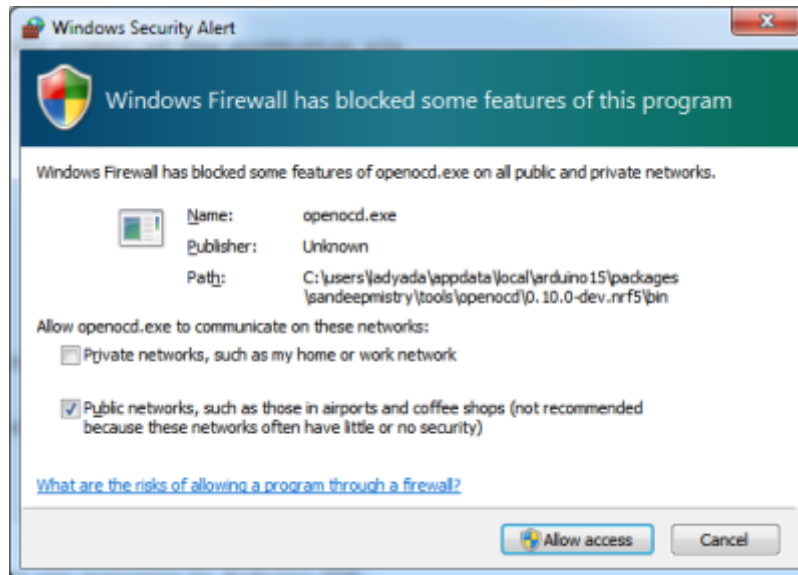 Windows Security Alert
Windows Firewall has blocked some features of this program
Windows Firewall has blocked some features of openocd.exe on all public and private networks.
Name: openocd.exe
Publisher: Unknown
Path: C:\users\ladyada\appdata\local\arduino15\packages
\sandeepmistry\tools\openocd\0.10.0-dev.nrf5\bin
Allow openocd.exe to communicate on these networks:
Private networks, such as my home or work network
Public networks, such as those in airports and coffee shops (not recommended
because these networks often have little or no security)
What are the risks of allowing a program through a firewall?
Allow access Cancel